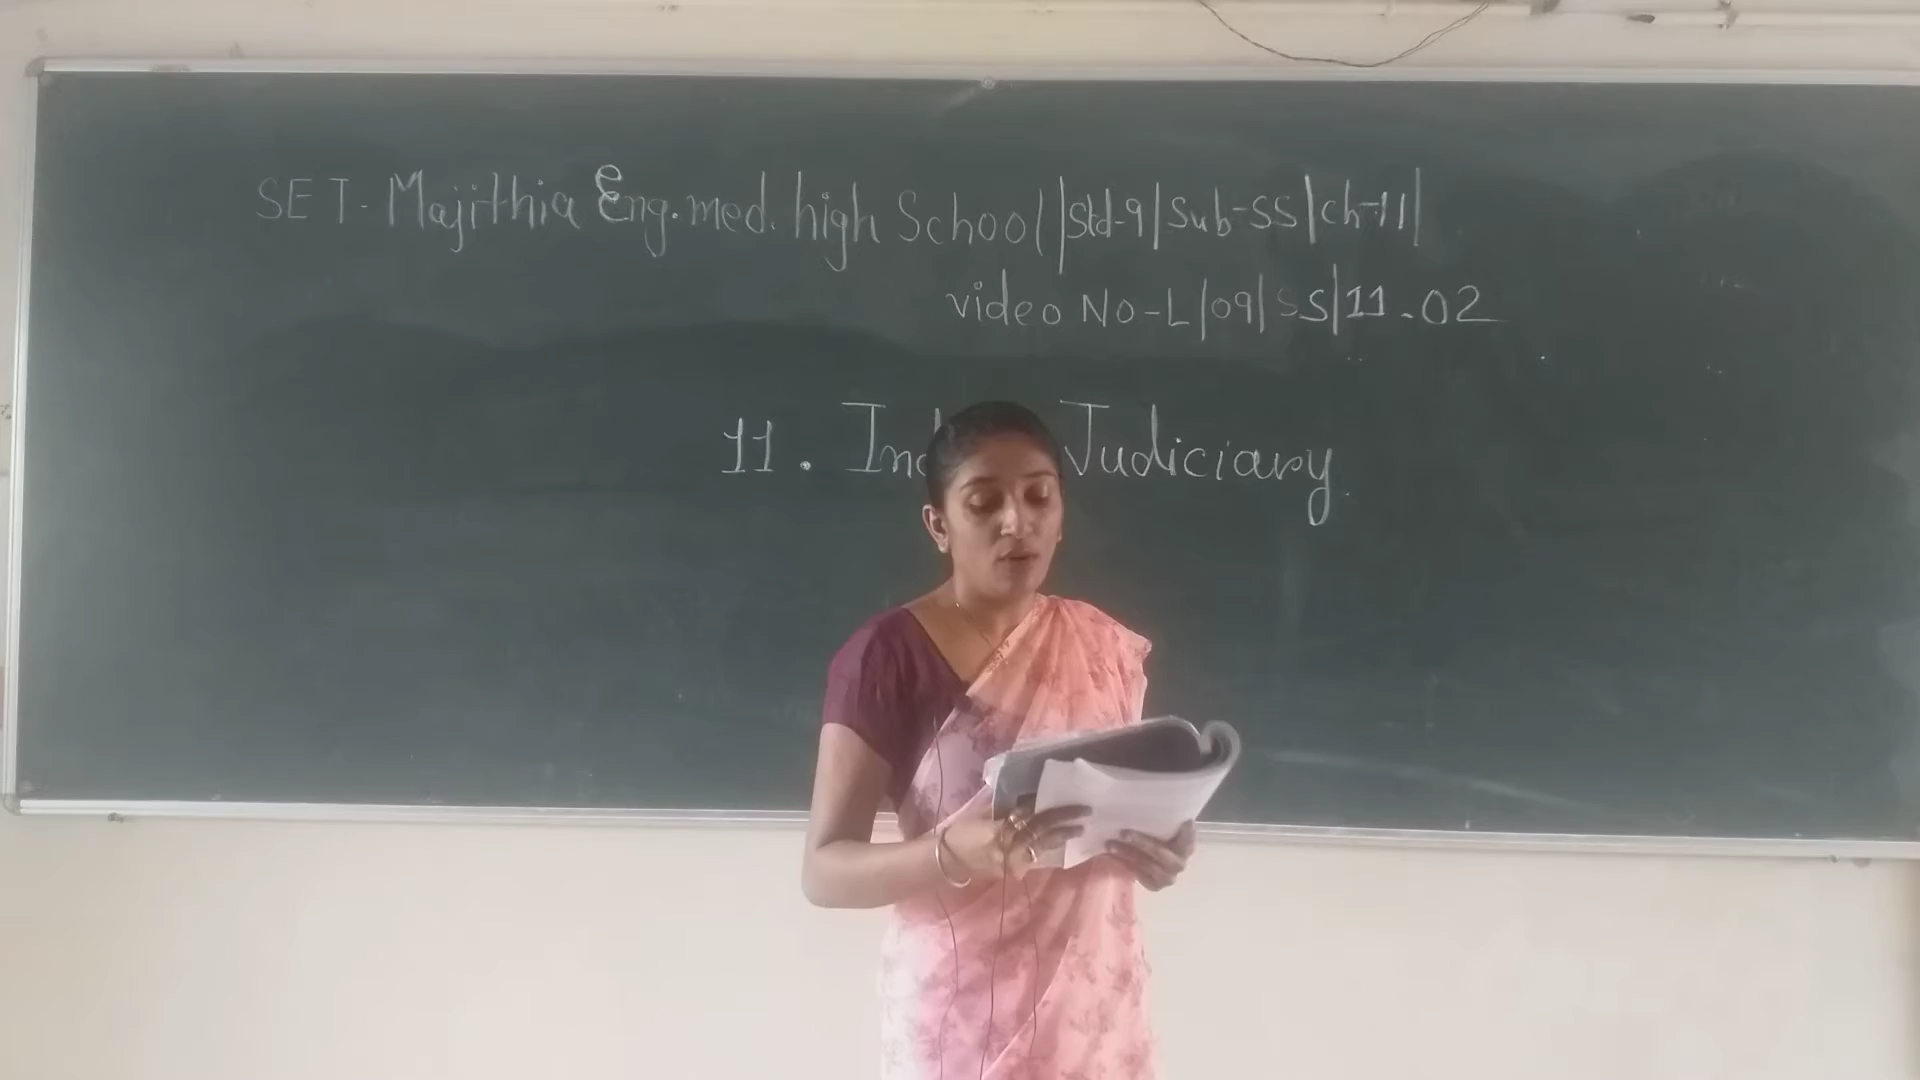 SET-Majithia Eng.med. high School||Std-9|Sub-SS|ch-11|
video No-L|09|SS|11.02
11. Ind Judiciary